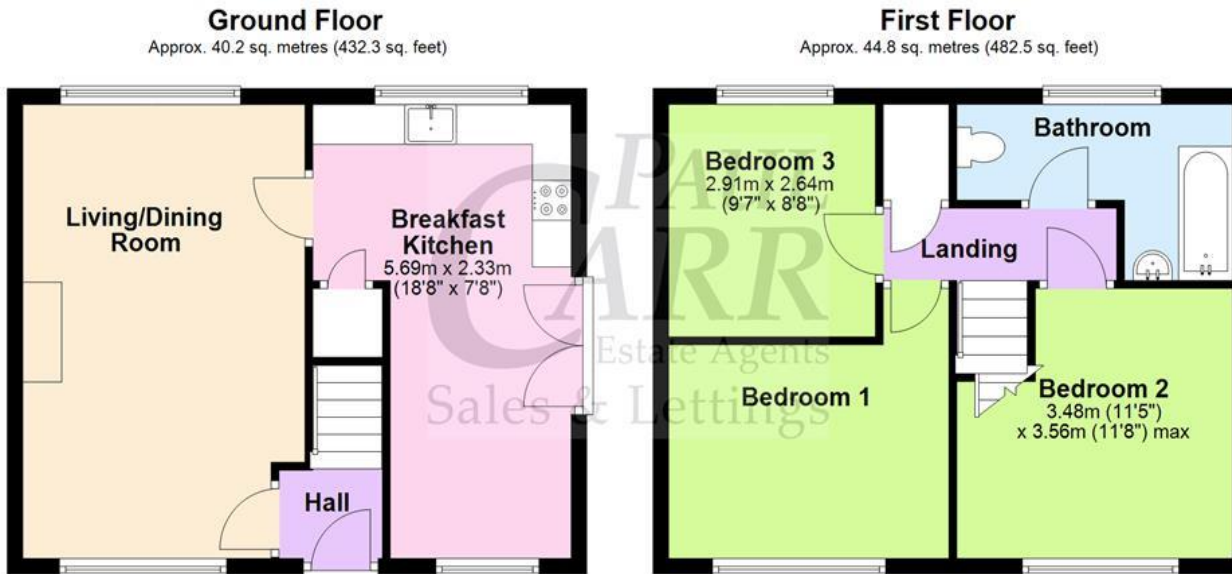 Ground Floor
Approx. 40.2 sq. metres (432.3 sq. feet)
Living/Dining
Room
Breakfast
Kitchen
5.69m x 2.33m
(18'8" x 7'8")
Hall
First Floor
Approx. 44.8 sq. metres (482.5 sq. feet)
Bedroom 3
2.91m x 2.64m
(9'7" x 8'8")
Bathroom
Landing
Bedroom 1
Bedroom 2
3.48m (11'5")
x 3.56m (11'8") max
PAUL
CARR
Estate Agents
Sales & Lettings